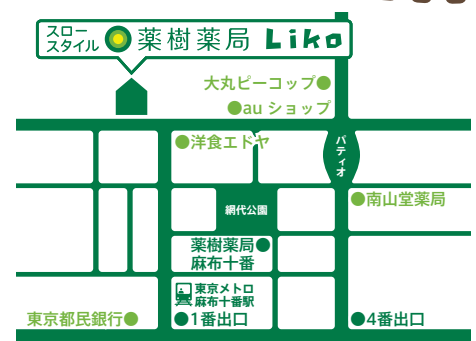 スロー
スタイル 薬樹薬局 Liko
大丸ピーコップ●
●au ショップ
●洋食エドヤ
パティオ
●南山堂薬局
網代公園
薬樹薬局●
麻布十番
東京メトロ
麻布十番駅
東京都民銀行●
●1番出口
●4番出口